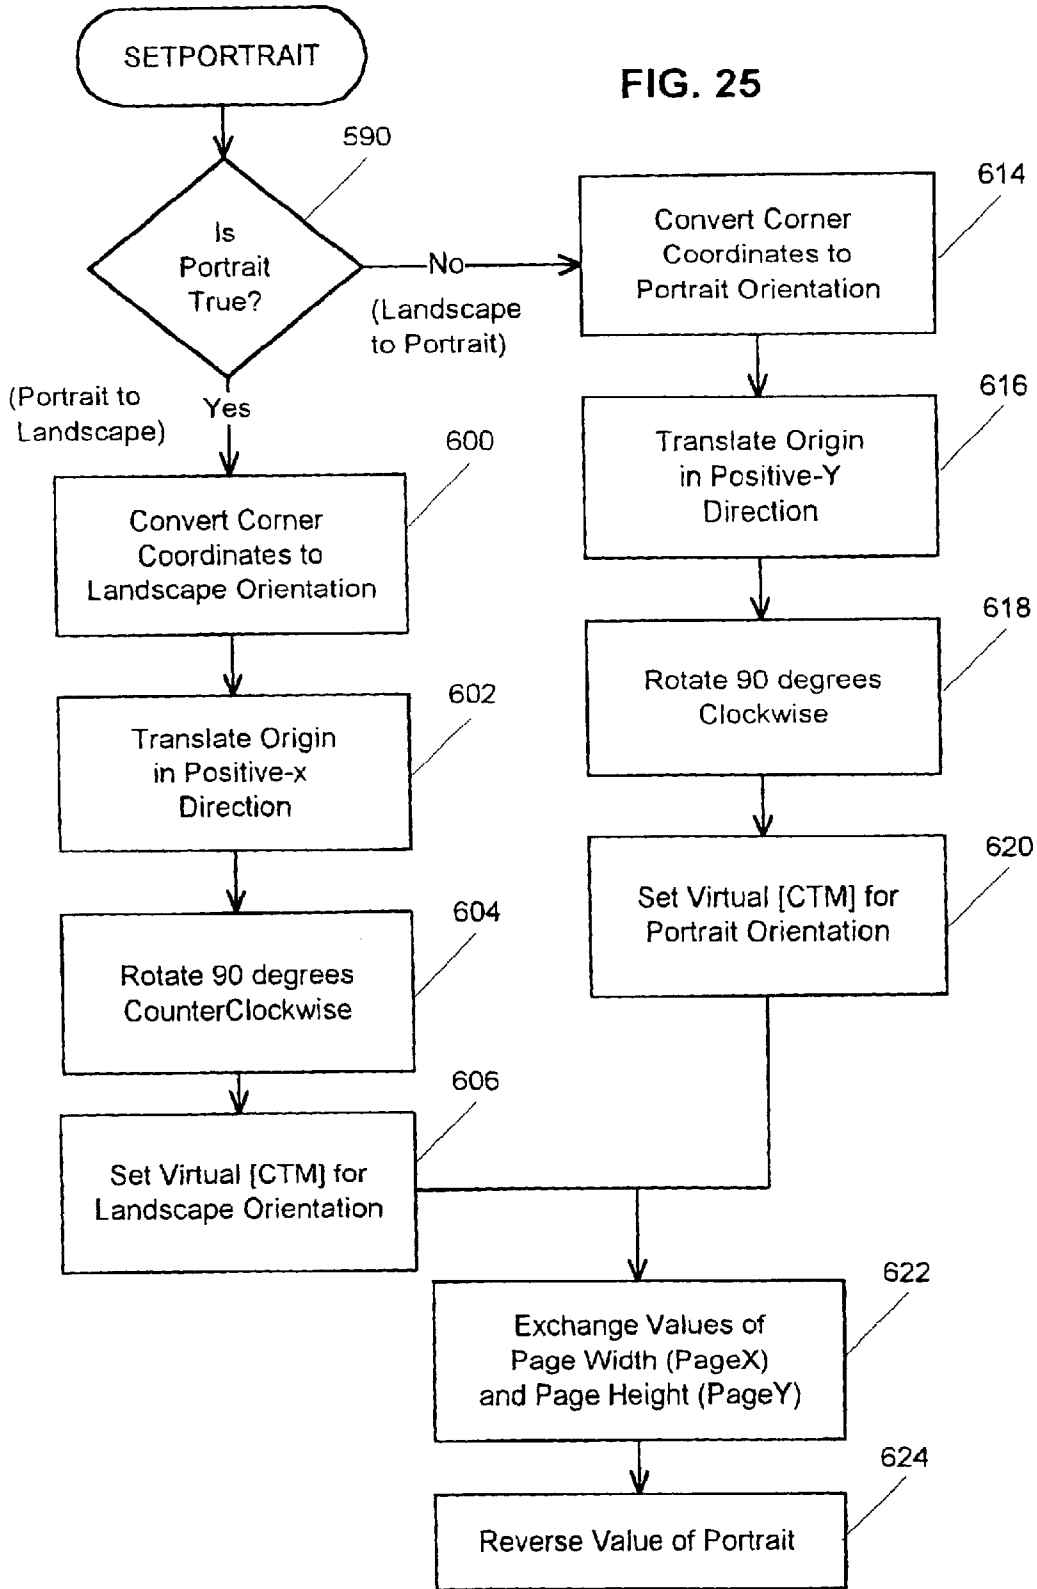 SETPORTRAIT
FIG. 25
590
Is
Portrait
True?
No
(Landscape
to Portrait)
(Portrait to
Landscape)
Yes
600
Convert Corner
Coordinates to
Landscape Orientation
602
Translate Origin
in Positive-x
Direction
604
Rotate 90 degrees
CounterClockwise
606
Set Virtual [CTM] for
Landscape Orientation
614
Convert Corner
Coordinates to
Portrait Orientation
616
Translate Origin
in Positive-Y
Direction
618
Rotate 90 degrees
Clockwise
620
Set Virtual [CTM] for
Portrait Orientation
622
Exchange Values of
Page Width (PageX)
and Page Height (PageY)
624
Reverse Value of Portrait